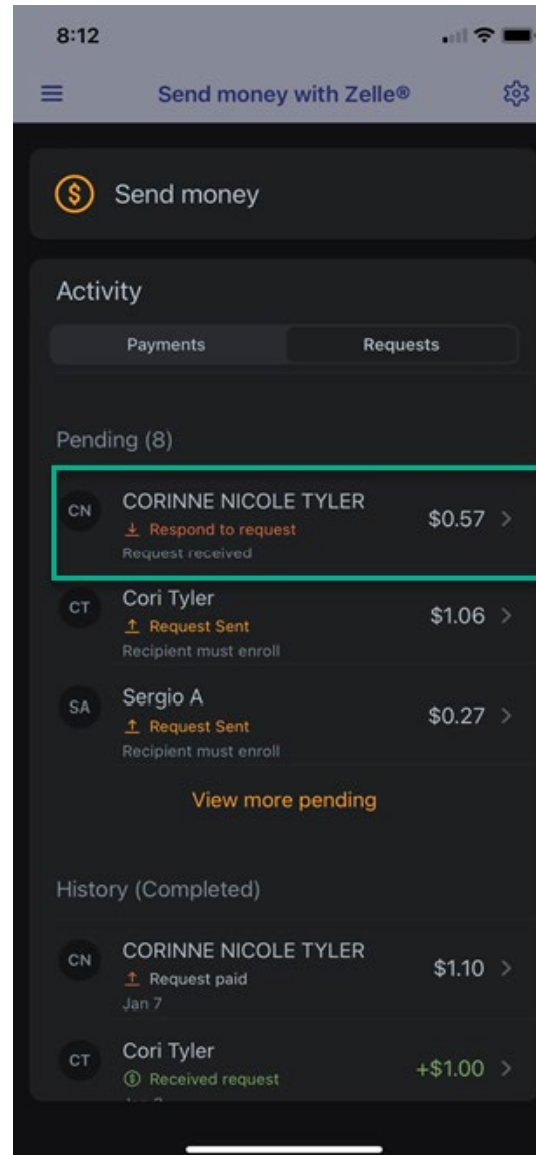 8:12
Send money with Zelle®
Send money
Activity
Payments
Requests
Pending (8)
CN
CORINNE NICOLE TYLER
Respond to request
Request received
$0.57
CT
Cori Tyler
Request Sent
Recipient must enroll
$1.06
SA
Sergio A
Request Sent
Recipient must enroll
$0.27
View more pending
History (Completed)
CN
CORINNE NICOLE TYLER
Request paid
Jan 7
$1.10
CT
Cori Tyler
Received request
+$1.00